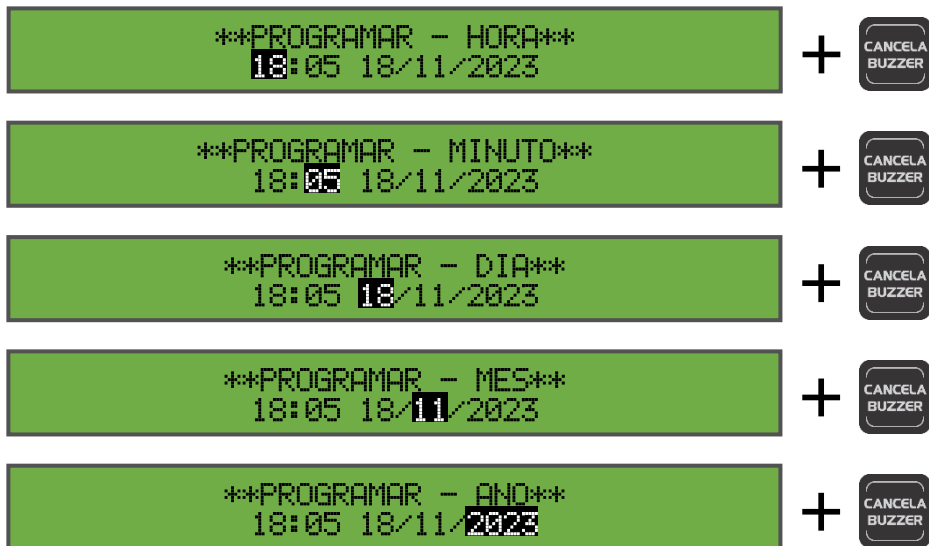 **PROGRAMAR - HORA**
18:05 18/11/2023
+
CANCELA
BUZZER
**PROGRAMAR - MINUTO**
18:05 18/11/2023
+
CANCELA
BUZZER
**PROGRAMAR - DIA**
18:05 18/11/2023
+
CANCELA
BUZZER
**PROGRAMAR - MES**
18:05 18/11/2023
+
CANCELA
BUZZER
**PROGRAMAR - ANO**
18:05 18/11/2023
+
CANCELA
BUZZER